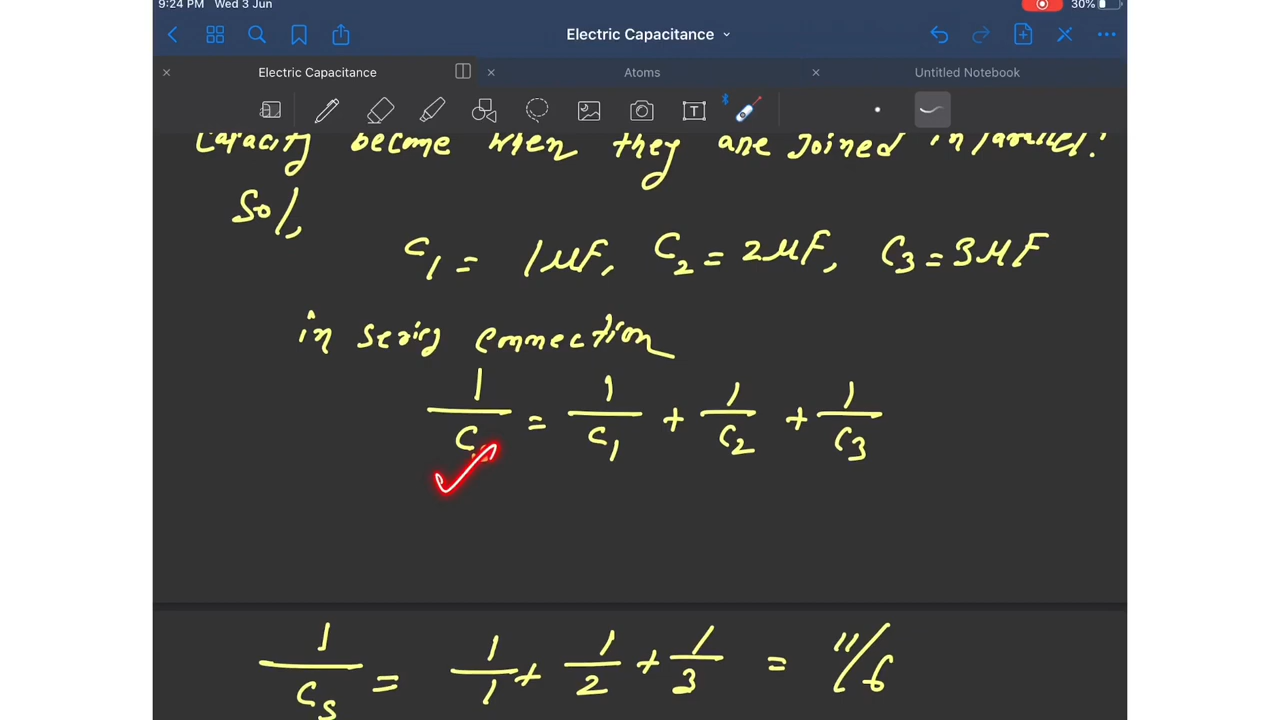 9:24 PM Wed 3 Jun 30%
Electric Capacitance
Electric Capacitance Atoms Untitled Notebook
T
Capacity become when they are Joined in parallel?
Sol,
C1 = 1μF, C2 = 2μF, C3 = 3μF
in series connection
1/Cs = 1/C1 + 1/C2 + 1/C3
1/Cs = 1/1 + 1/2 + 1/3 = 11/6